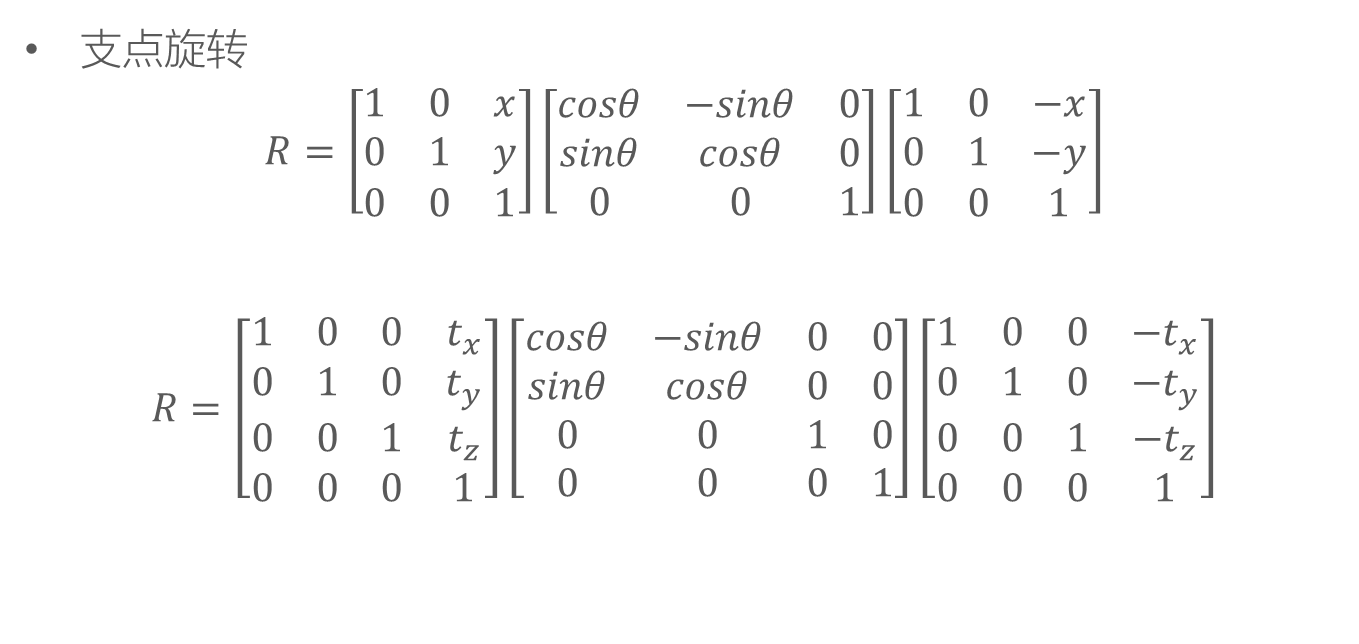 • 支点旋转
R = [1 0 x; 0 1 y; 0 0 1] [cosθ −sinθ 0; sinθ cosθ 0; 0 0 1] [1 0 −x; 0 1 −y; 0 0 1]
R = [1 0 0 t_x; 0 1 0 t_y; 0 0 1 t_z; 0 0 0 1] [cosθ −sinθ 0 0; sinθ cosθ 0 0; 0 0 1 0; 0 0 0 1] [1 0 0 −t_x; 0 1 0 −t_y; 0 0 1 −t_z; 0 0 0 1]